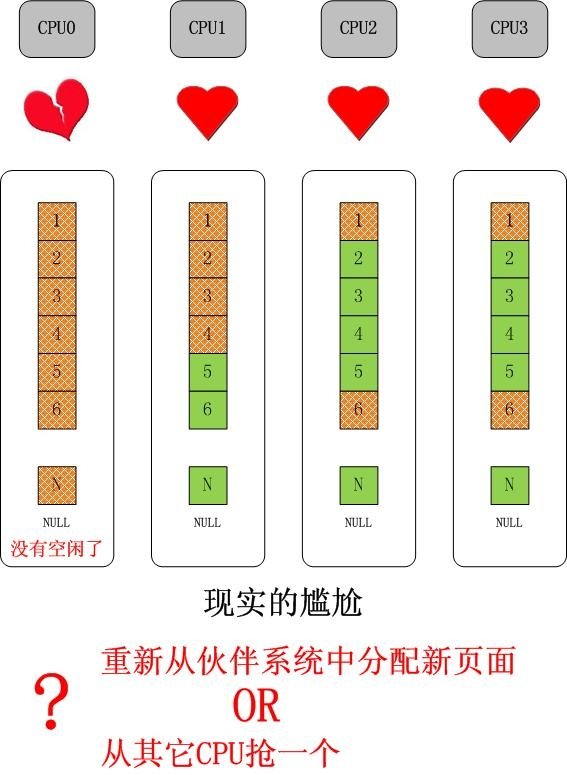 CPU0 CPU1 CPU2 CPU3
1 1 1 1
2 2 2 2
3 3 3 3
4 4 4 4
5 5 5 5
6 6 6 6
N N N N
NULL NULL NULL NULL
没有空闲了
现实的尴尬
重新从伙伴系统中分配新页面
?
OR
从其它CPU抢一个